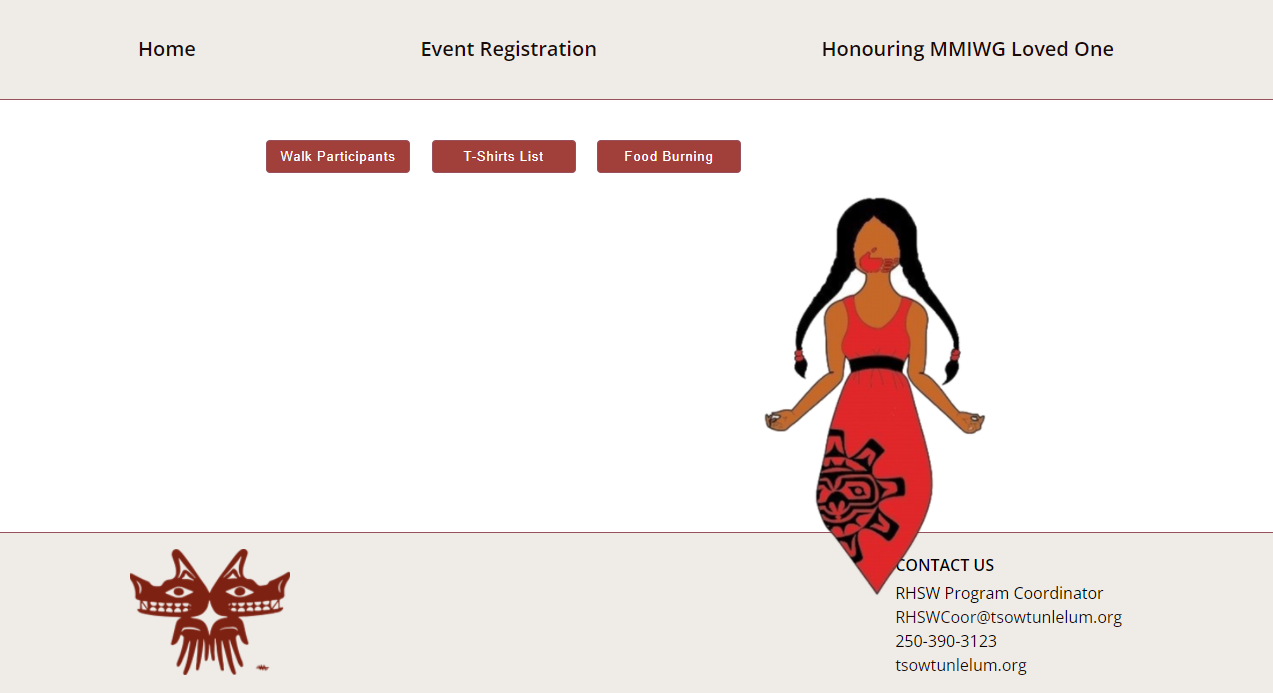 Home
Event Registration
Honouring MMIWG Loved One
Walk Participants
T-Shirts List
Food Burning
CONTACT US
RHSW Program Coordinator
RHSWCoor@tsowtunlelum.org
250-390-3123
tsowtunlelum.org